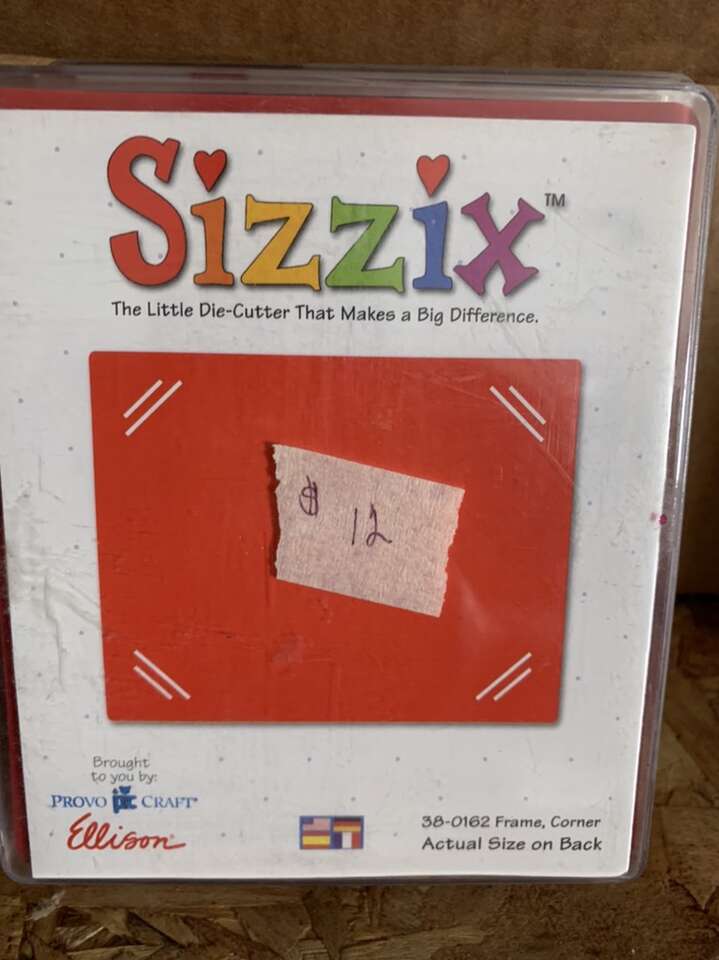 Sizzix™
The Little Die-Cutter That Makes a Big Difference.
$ 12
Brought
to you by:
PROVO PC CRAFT®
Ellison®
38-0162 Frame, Corner
Actual Size on Back